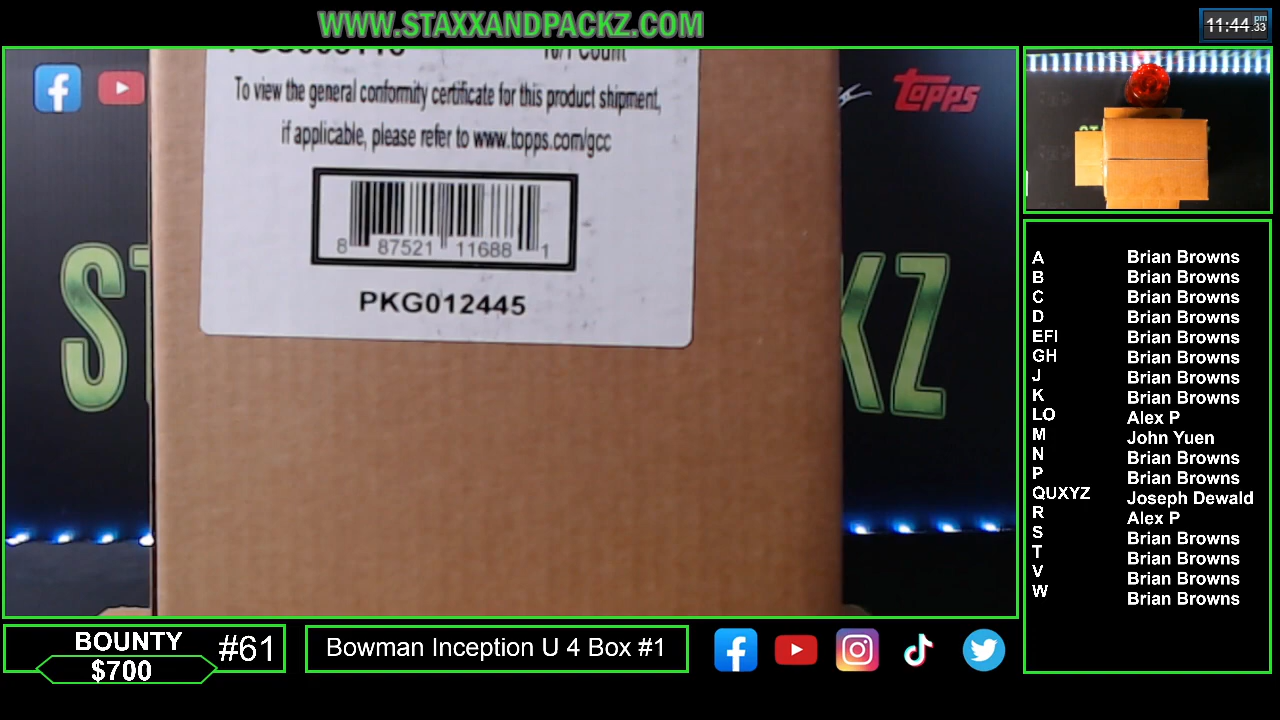 WWW.STAXXANDPACKZ.COM
11:44 pm .33
To view the general conformity certificate for this product shipment,
if applicable, please refer to www.topps.com/gcc
8 87521 11688 1
PKG012445
TOPPS
KZ
A Brian Browns
B Brian Browns
C Brian Browns
D Brian Browns
EFI Brian Browns
GH Brian Browns
J Brian Browns
K Brian Browns
LO Alex P
M John Yuen
N Brian Browns
P Brian Browns
QUXYZ Joseph Dewald
R Alex P
S Brian Browns
T Brian Browns
V Brian Browns
W Brian Browns
BOUNTY
$700
#61
Bowman Inception U 4 Box #1